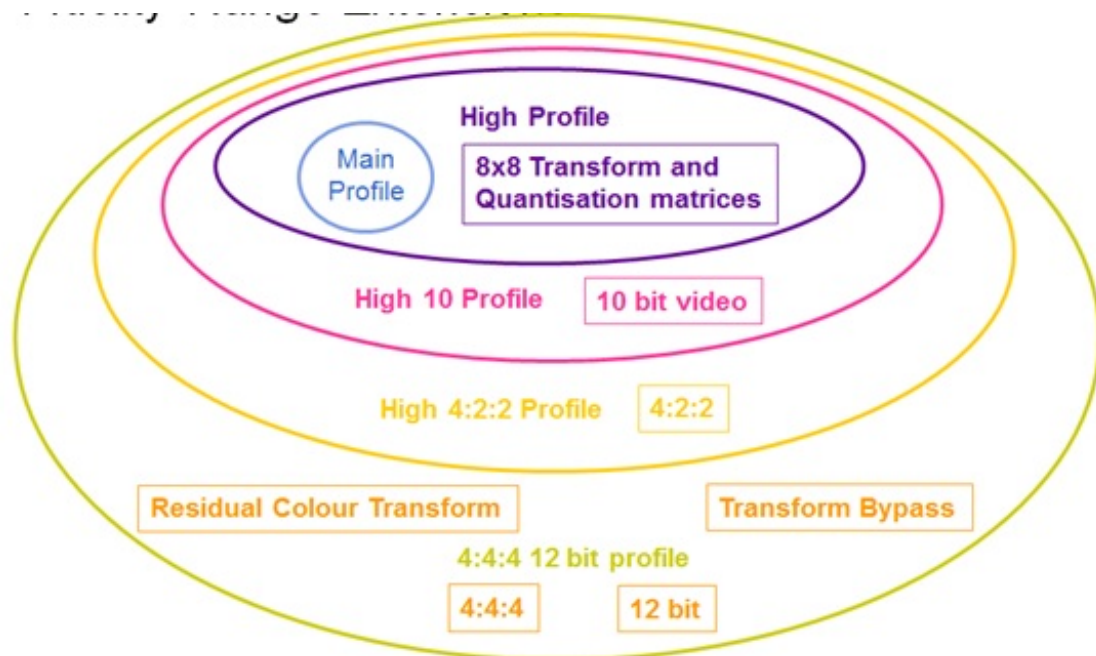 High Profile
Main
Profile
8x8 Transform and
Quantisation matrices
High 10 Profile
10 bit video
High 4:2:2 Profile
4:2:2
Residual Colour Transform
Transform Bypass
4:4:4 12 bit profile
4:4:4
12 bit